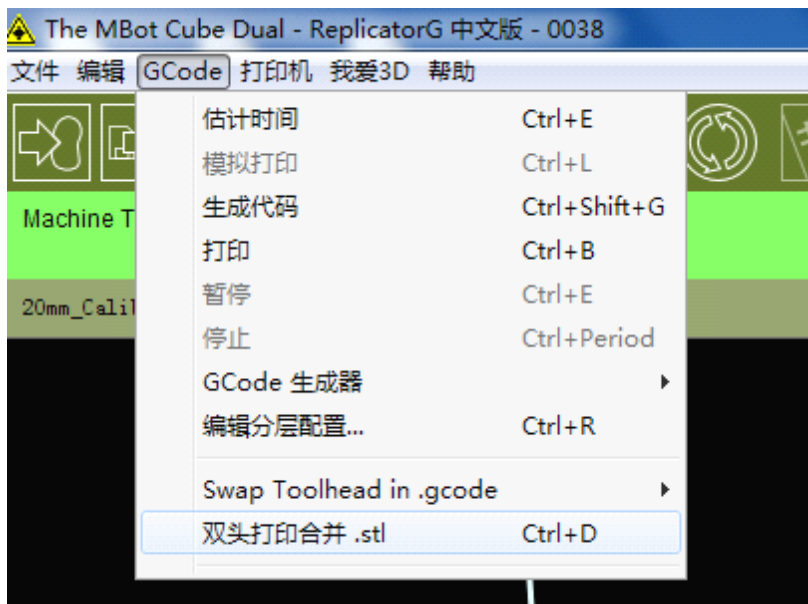 The MBot Cube Dual - ReplicatorG 中文版 - 0038
文件 编辑 GCode 打印机 我爱3D 帮助
估计时间 Ctrl+E
模拟打印 Ctrl+L
生成代码 Ctrl+Shift+G
Machine T
打印 Ctrl+B
暂停 Ctrl+E
20mm_Calil
停止 Ctrl+Period
GCode 生成器
编辑分层配置... Ctrl+R
Swap Toolhead in .gcode
双头打印合并 .stl Ctrl+D